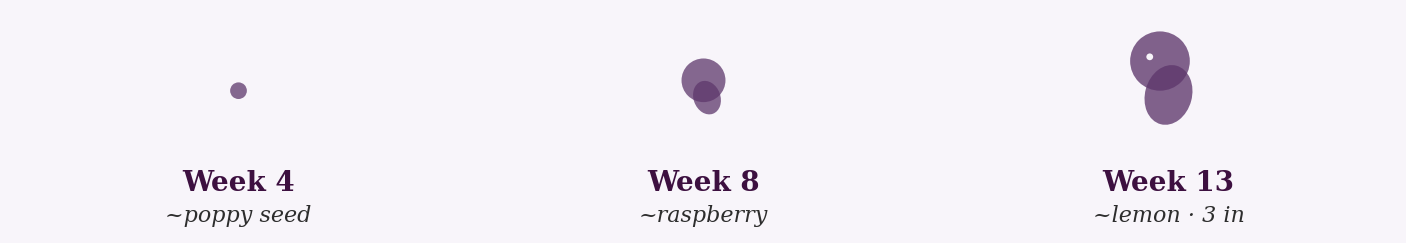 Week 4
~poppy seed
Week 8
~raspberry
Week 13
~lemon · 3 in